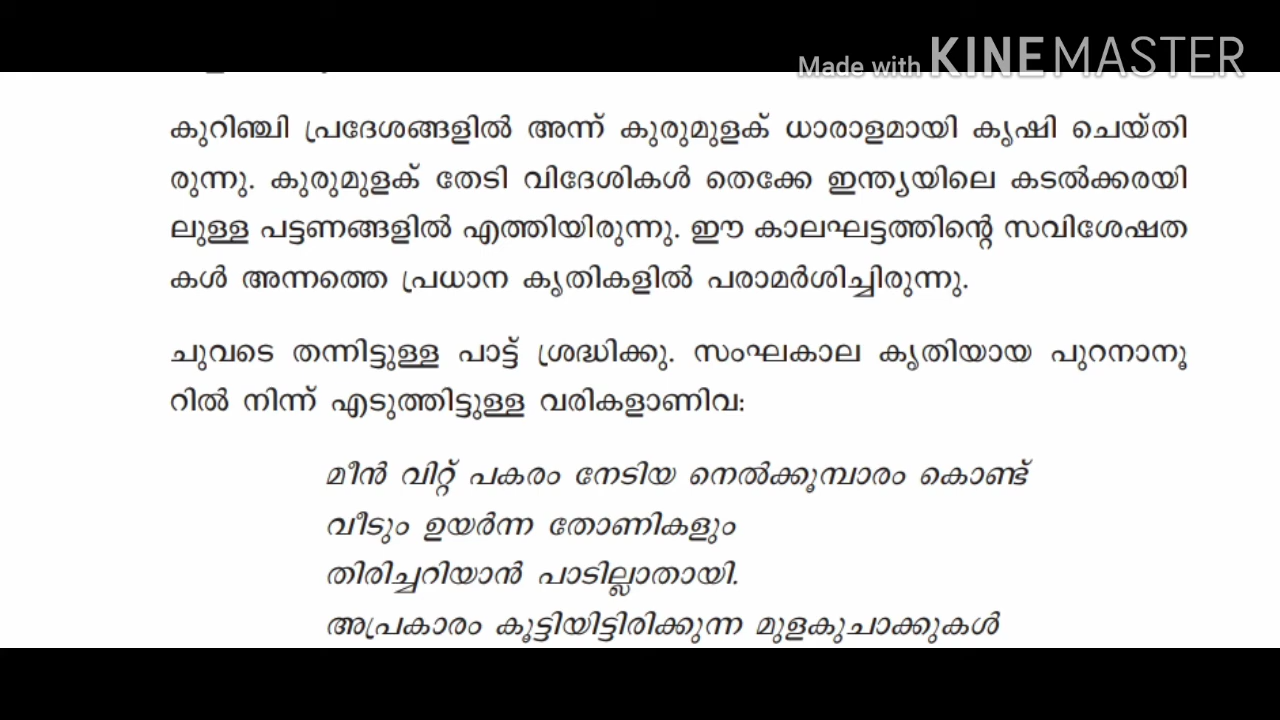 Made with KINEMASTER
കുറിഞ്ചി പ്രദേശങ്ങളിൽ അന്ന് കുരുമുളക് ധാരാളമായി കൃഷി ചെയ്തി
രുന്നു. കുരുമുളക് തേടി വിദേശികൾ തെക്കേ ഇന്ത്യയിലെ കടൽക്കരയി
ലുള്ള പട്ടണങ്ങളിൽ എത്തിയിരുന്നു. ഈ കാലഘട്ടത്തിന്റെ സവിശേഷത
കൾ അന്നത്തെ പ്രധാന കൃതികളിൽ പരാമർശിച്ചിരുന്നു.
ചുവടെ തന്നിട്ടുള്ള പാട്ട് ശ്രദ്ധിക്കു. സംഘകാല കൃതിയായ പുറനാനൂ
റിൽ നിന്ന് എടുത്തിട്ടുള്ള വരികളാണിവ:
മീൻ വിറ്റ് പകരം നേടിയ നെൽക്കൂമ്പാരം കൊണ്ട്
വീടും ഉയർന്ന തോണികളും
തിരിച്ചറിയാൻ പാടില്ലാതായി.
അപ്രകാരം കൂട്ടിയിട്ടിരിക്കുന്ന മുളകുചാക്കുകൾ